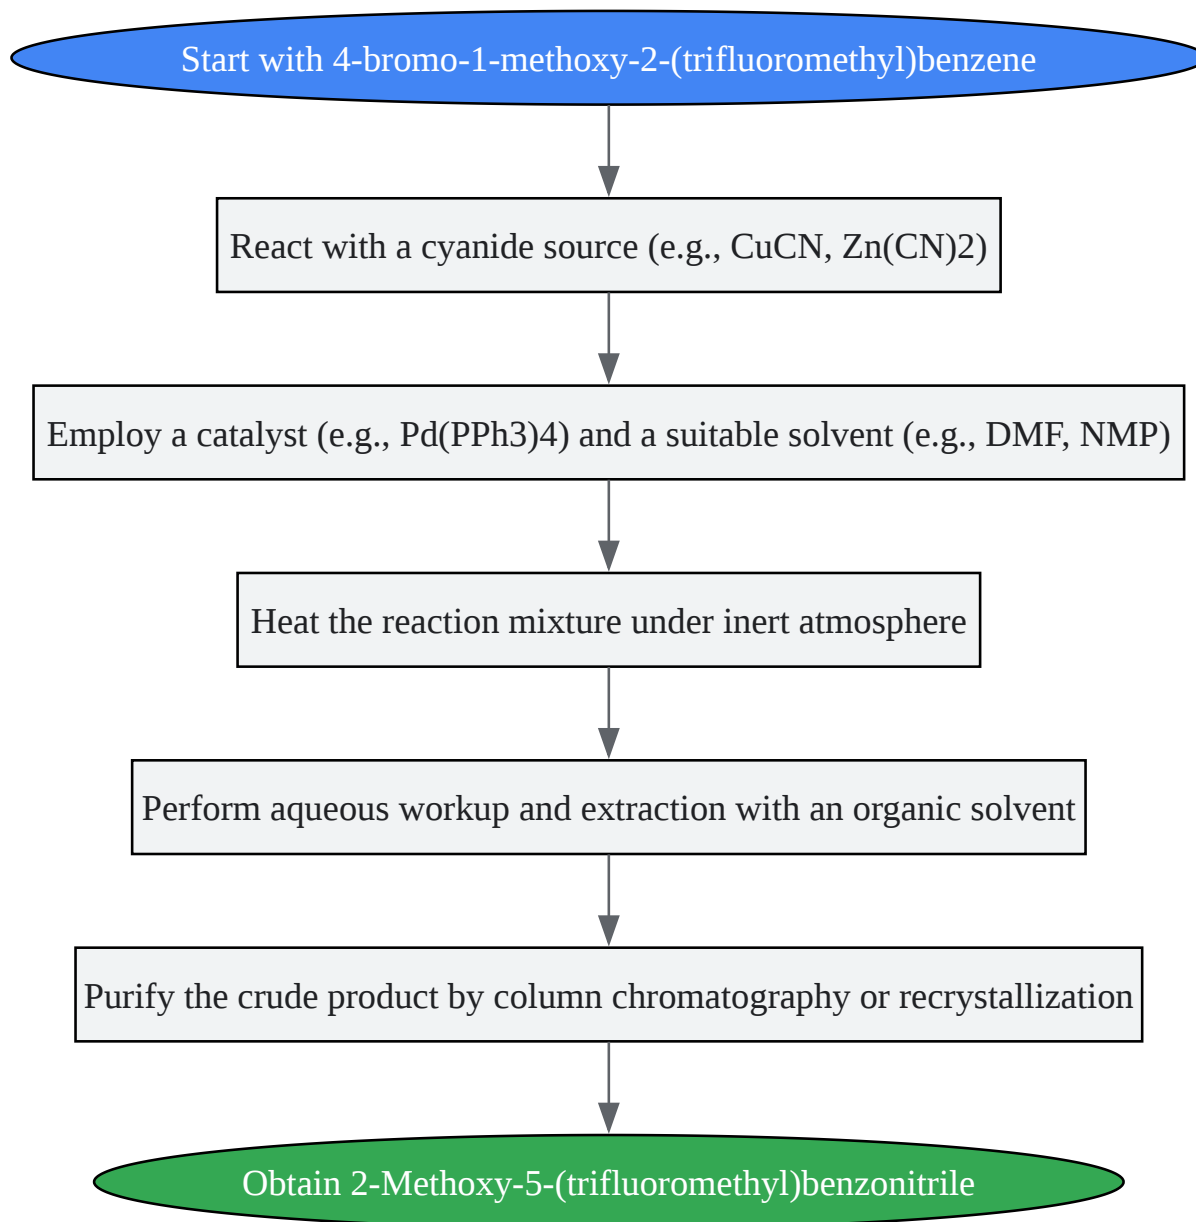 Start with 4-bromo-1-methoxy-2-(trifluoromethyl)benzene
React with a cyanide source (e.g., CuCN, Zn(CN)2)
Employ a catalyst (e.g., Pd(PPh3)4) and a suitable solvent (e.g., DMF, NMP)
Heat the reaction mixture under inert atmosphere
Perform aqueous workup and extraction with an organic solvent
Purify the crude product by column chromatography or recrystallization
Obtain 2-Methoxy-5-(trifluoromethyl)benzonitrile